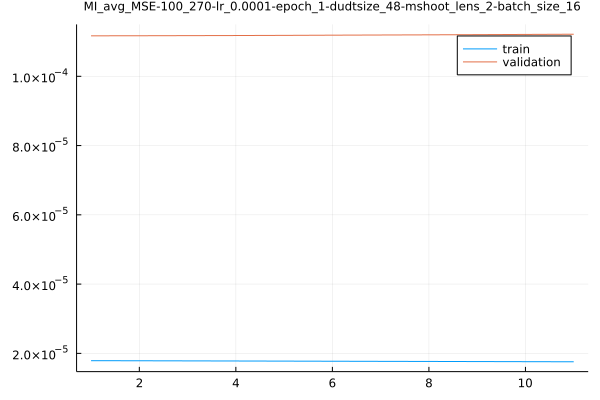 MI_avg_MSE-100_270-lr_0.0001-epoch_1-dudtsize_48-mshoot_lens_2-batch_size_16
train
validation
1.0×10⁻⁴
8.0×10⁻⁵
6.0×10⁻⁵
4.0×10⁻⁵
2.0×10⁻⁵
2 4 6 8 10